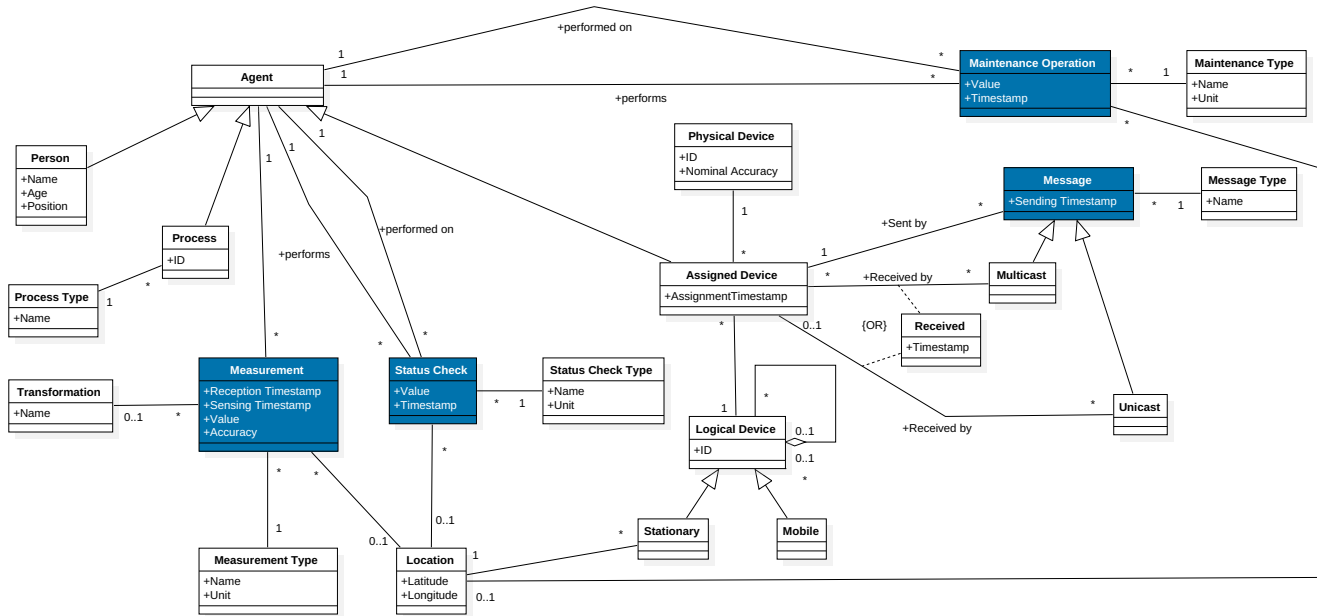 +performed on
1
*
Agent
1
*
+performs
Maintenance Operation
+Value
+Timestamp
*
1
Maintenance Type
+Name
+Unit
*
1
1
1
1
Person
+Name
+Age
+Position
Physical Device
+ID
+Nominal Accuracy
1
*
Message
+Sending Timestamp
*
1
Message Type
+Name
*
+Sent by
1
Process
+ID
*
1
Process Type
+Name
+performed on
+performs
Assigned Device
+AssignmentTimestamp
*
+Received by
*
Multicast
*
0..1
{OR}
Received
+Timestamp
*
*
*
Measurement
+Reception Timestamp
+Sensing Timestamp
+Value
+Accuracy
Status Check
+Value
+Timestamp
*
1
Status Check Type
+Name
+Unit
Transformation
+Name
0..1
*
1
*
Logical Device
+ID
0..1
0..1
*
+Received by
*
Unicast
*
*
*
1
0..1
0..1
Stationary
Mobile
*
1
Measurement Type
+Name
+Unit
Location
+Latitude
+Longitude
0..1